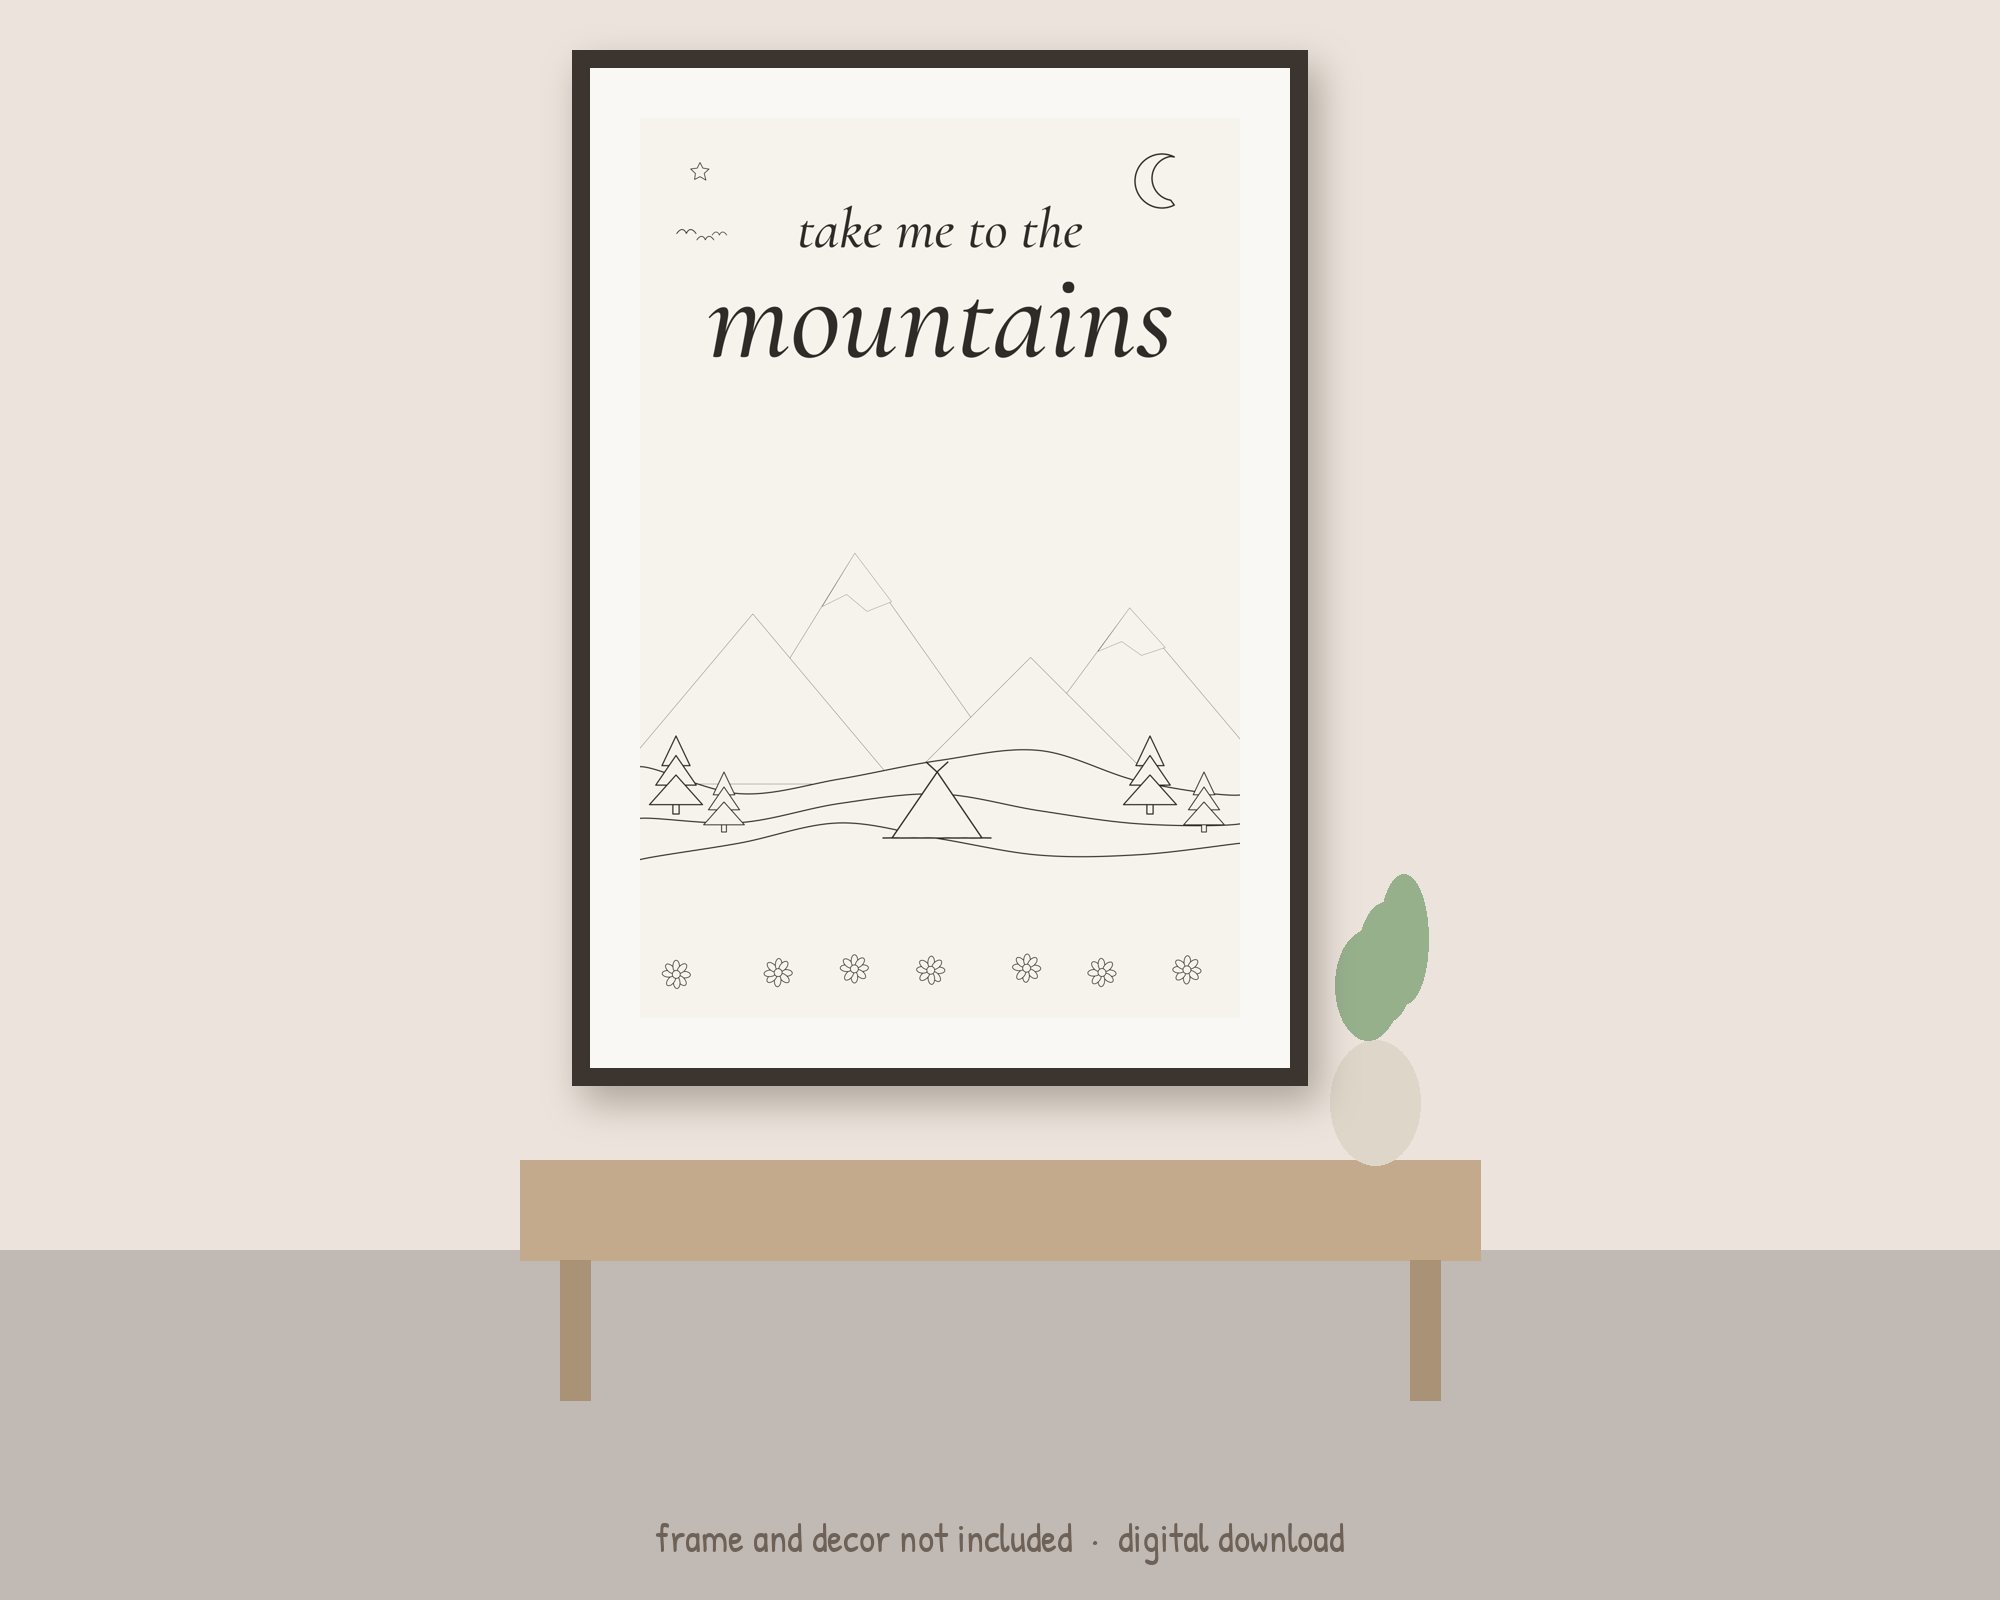 take me to the
mountains
frame and decor not included · digital download